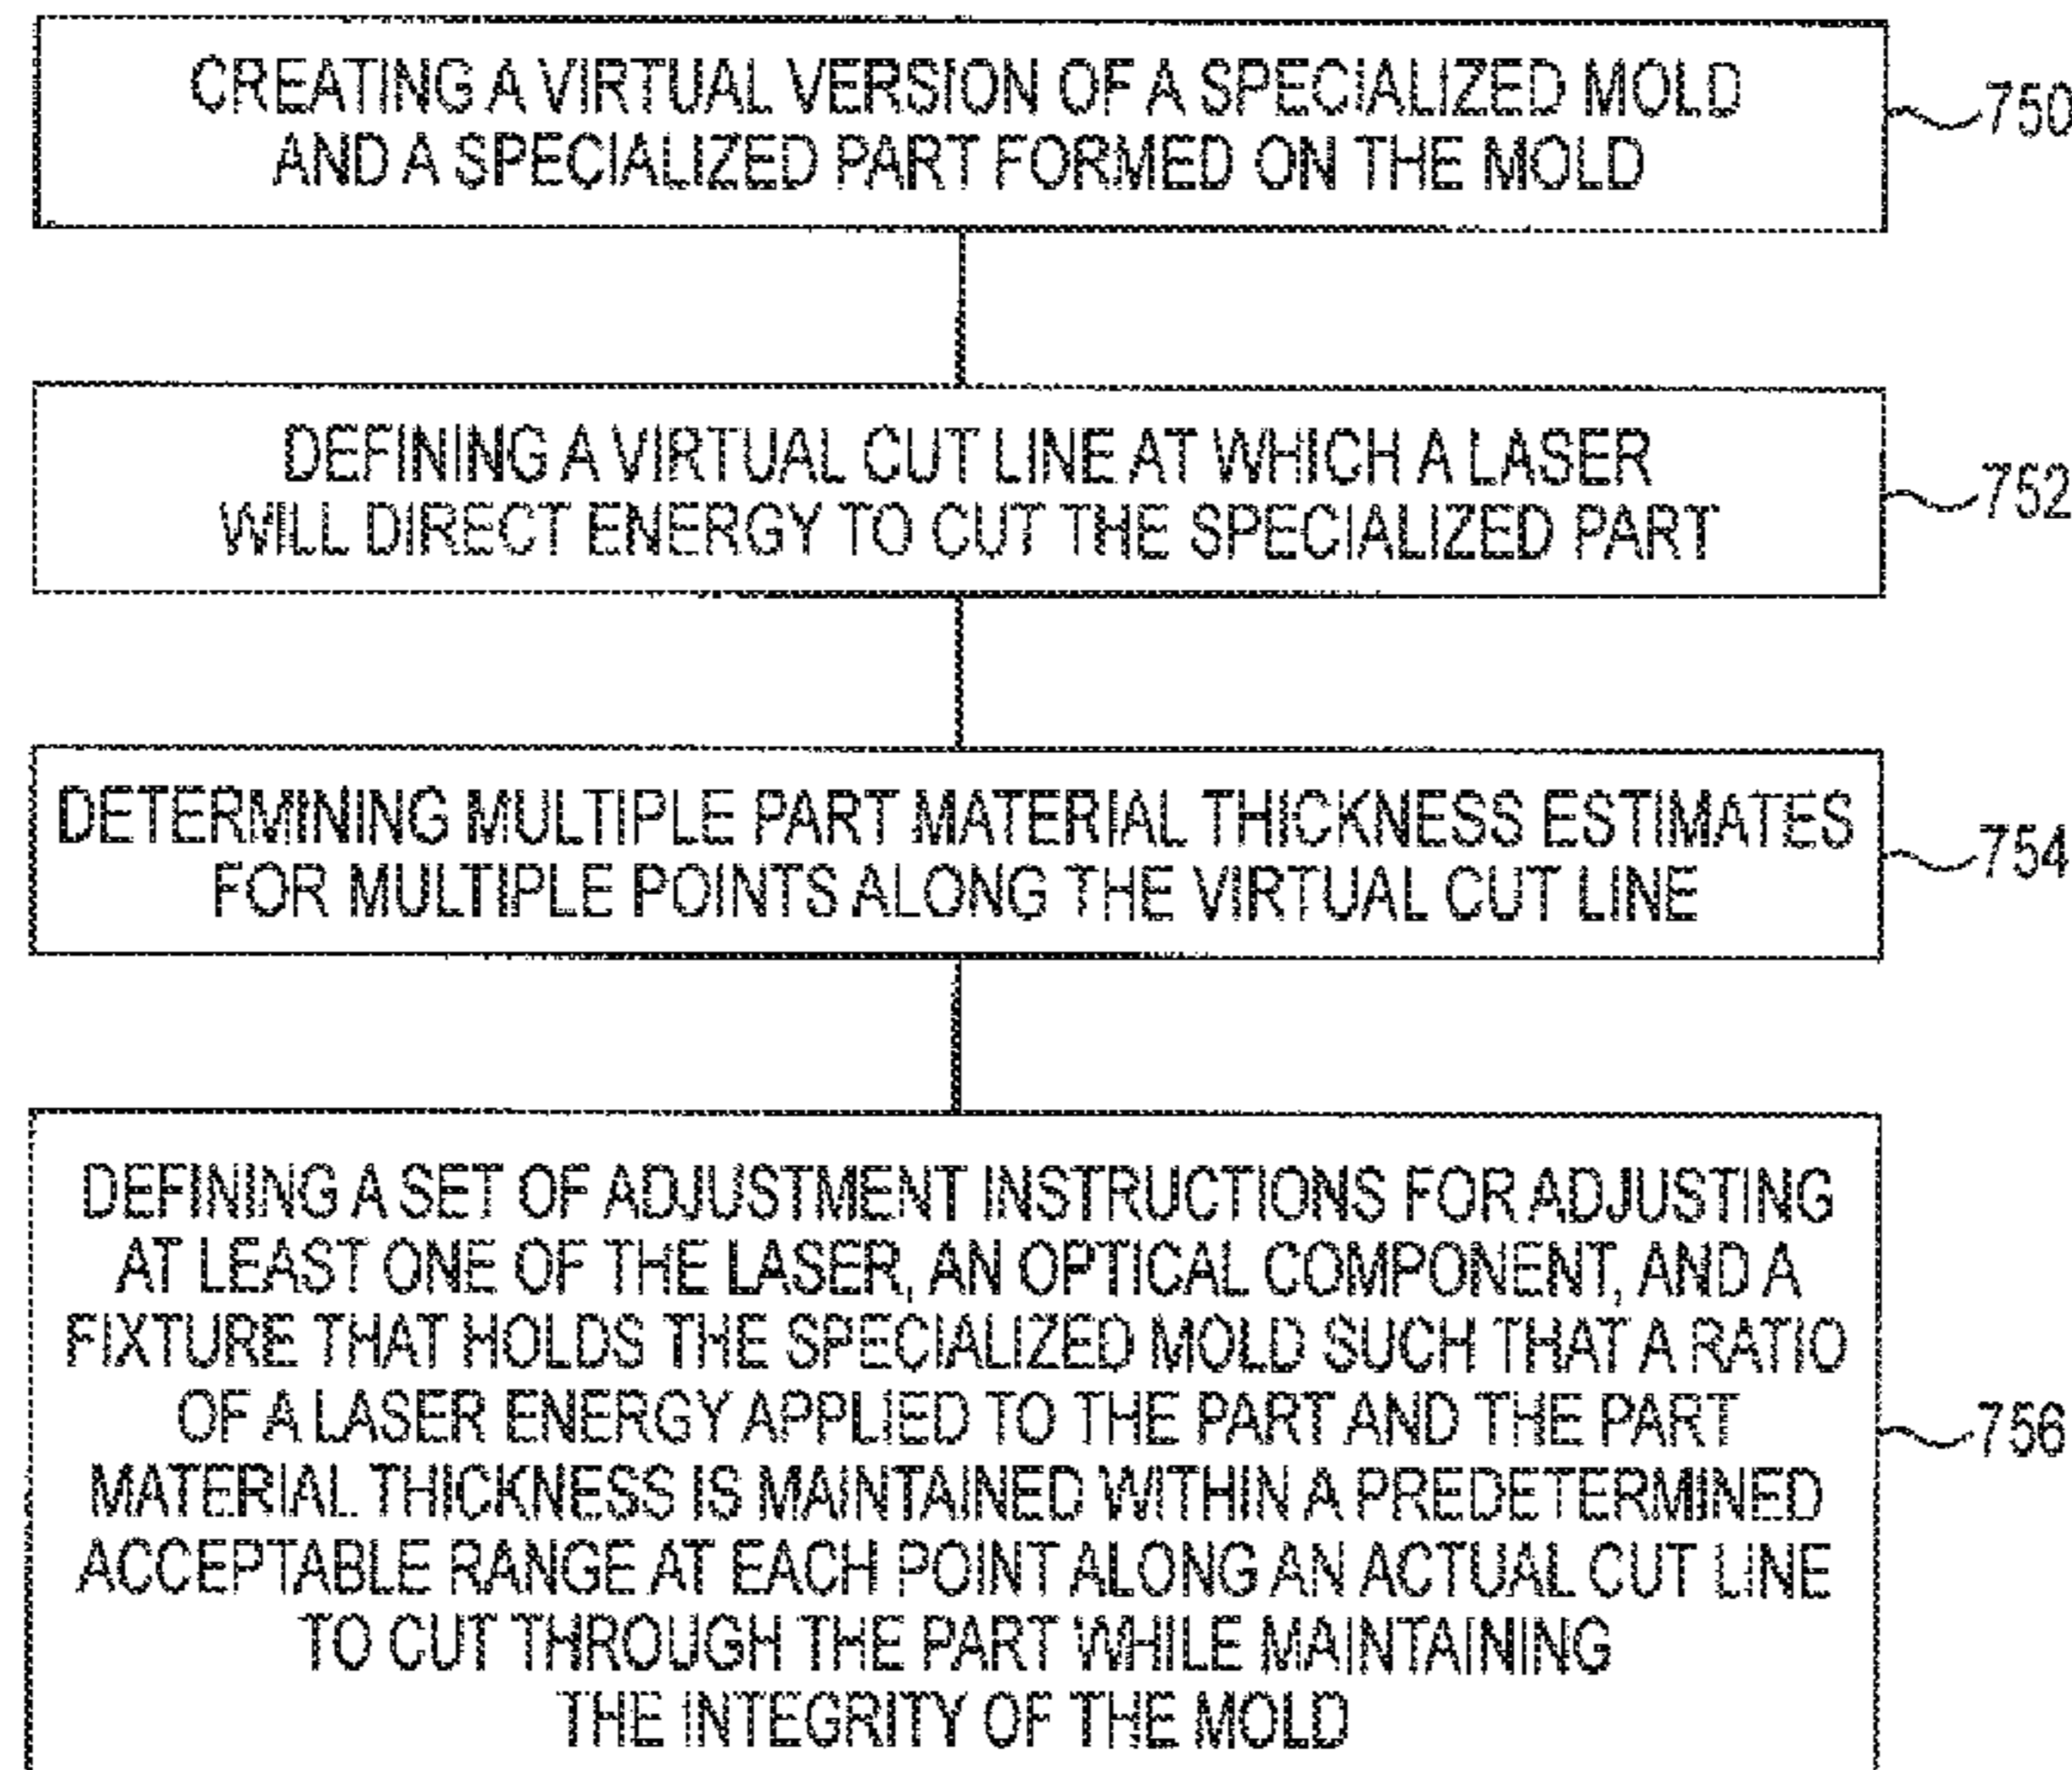 CREATING A VIRTUAL VERSION OF A SPECIALIZED MOLD
AND A SPECIALIZED PART FORMED ON THE MOLD
750
DEFINING A VIRTUAL CUT LINE AT WHICH A LASER
WILL DIRECT ENERGY TO CUT THE SPECIALIZED PART
752
DETERMINING MULTIPLE PART MATERIAL THICKNESS ESTIMATES
FOR MULTIPLE POINTS ALONG THE VIRTUAL CUT LINE
754
DEFINING A SET OF ADJUSTMENT INSTRUCTIONS FOR ADJUSTING
AT LEAST ONE OF THE LASER, AN OPTICAL COMPONENT, AND A
FIXTURE THAT HOLDS THE SPECIALIZED MOLD SUCH THAT A RATIO
OF A LASER ENERGY APPLIED TO THE PART AND THE PART
MATERIAL THICKNESS IS MAINTAINED WITHIN A PREDETERMINED
ACCEPTABLE RANGE AT EACH POINT ALONG AN ACTUAL CUT LINE
TO CUT THROUGH THE PART WHILE MAINTAINING
THE INTEGRITY OF THE MOLD
756